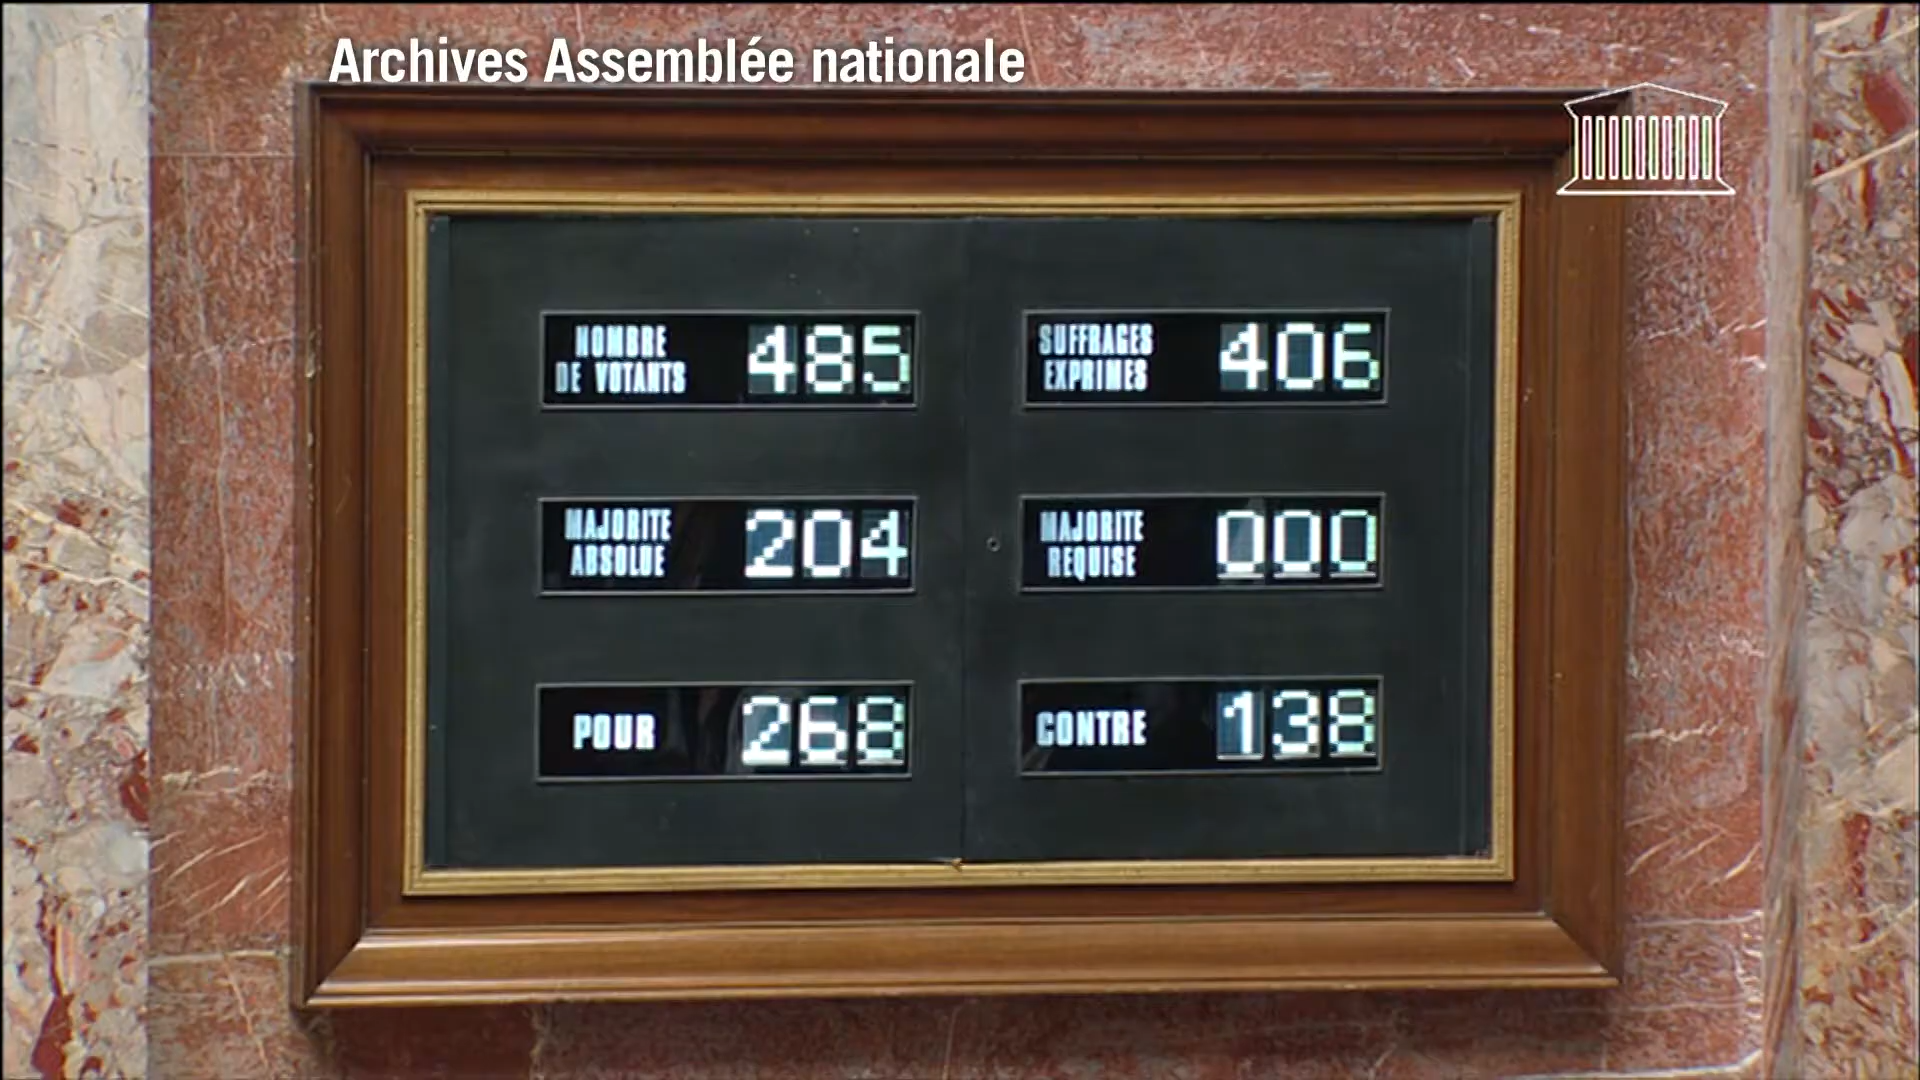 Archives Assemblée nationale
NOMBRE
DE VOTANTS
485
SUFFRAGES
EXPRIMES
406
MAJORITE
ABSOLUE
204
MAJORITE
REQUISE
000
POUR
268
CONTRE
138